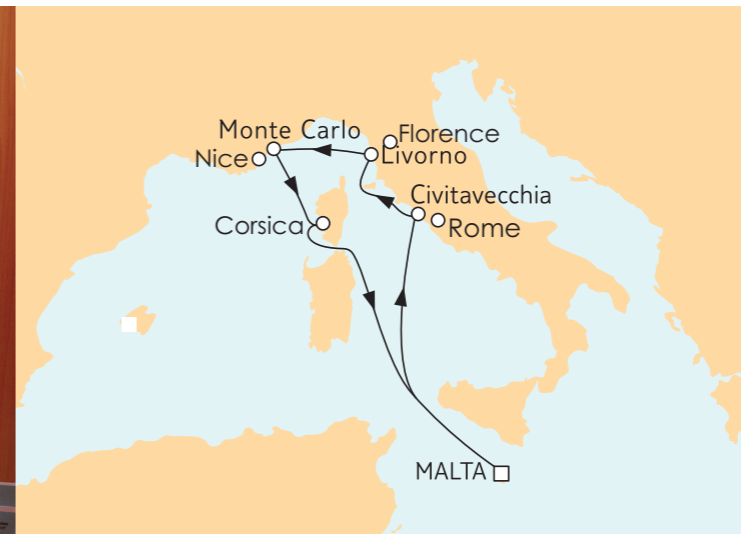 Monte Carlo
Florence
Nice
Livorno
Civitavecchia
Corsica
Rome
MALTA